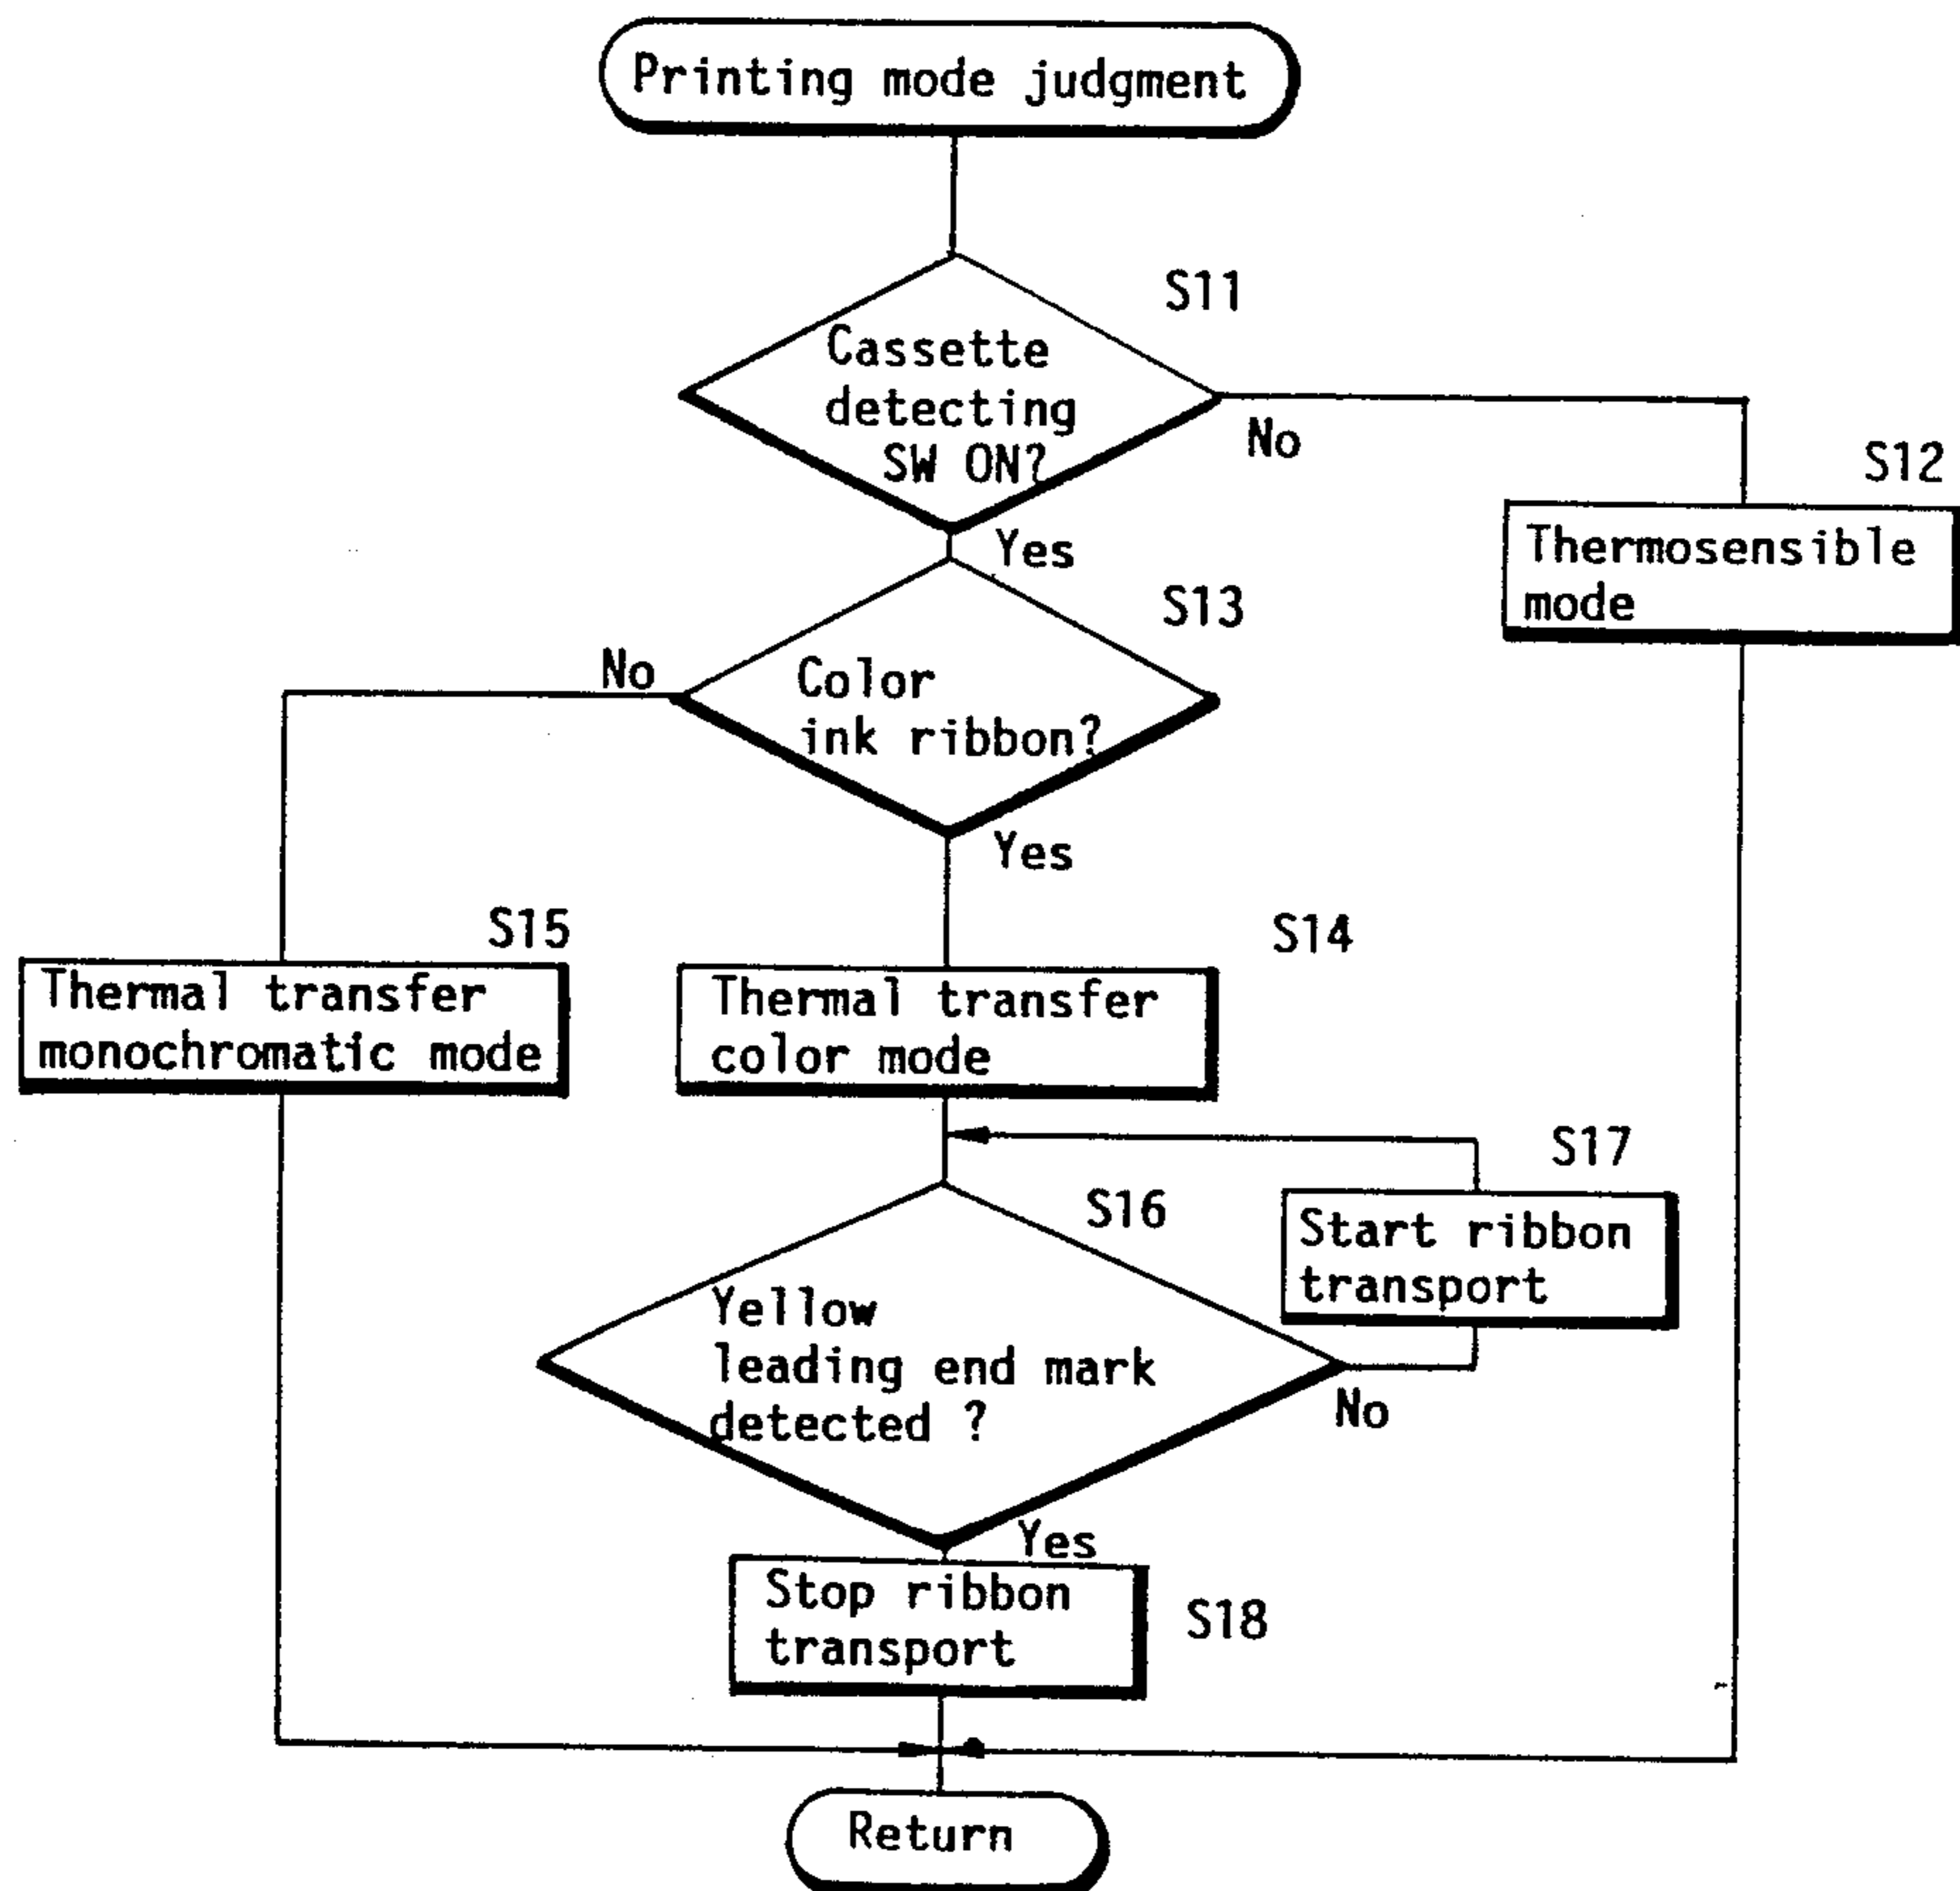 Printing mode judgment
S11
Cassette
detecting
SW ON?
No
Yes
S12
Thermosensible
mode
S13
No
Color
ink ribbon?
Yes
S15
Thermal transfer
monochromatic mode
S14
Thermal transfer
color mode
S17
Start ribbon
transport
S16
Yellow
leading end mark
detected ?
No
Yes
Stop ribbon
transport
S18
Return